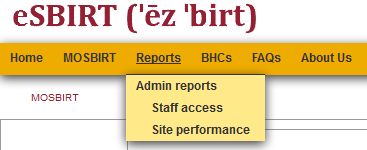 eSBIRT ('ēz 'birt)
Home MOSBIRT Reports BHCs FAQs About Us
Admin reports
MOSBIRT
Staff access
Site performance